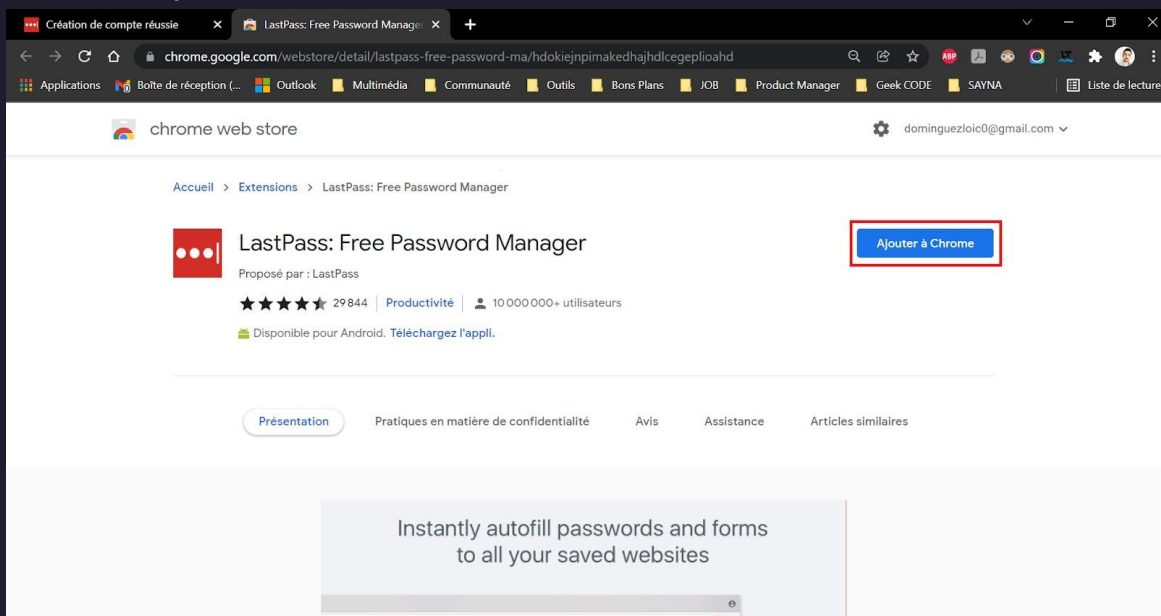 Création de compte réussie
LastPass: Free Password Manage
chrome.google.com/webstore/detail/lastpass-free-password-ma/hdokiejnpimakedhajhdlcegeplioahd
ABP
LT
Applications Boîte de réception (... Outlook Multimédia Communauté Outils Bons Plans JOB Product Manager Geek CODE SAYNA Liste de lecture
chrome web store
dominguezloic0@gmail.com
Accueil > Extensions > LastPass: Free Password Manager
LastPass: Free Password Manager
Ajouter à Chrome
Proposé par : LastPass
29 844 Productivité 10 000 000+ utilisateurs
Disponible pour Android. Téléchargez l'appli.
Présentation Pratiques en matière de confidentialité Avis Assistance Articles similaires
Instantly autofill passwords and forms
to all your saved websites